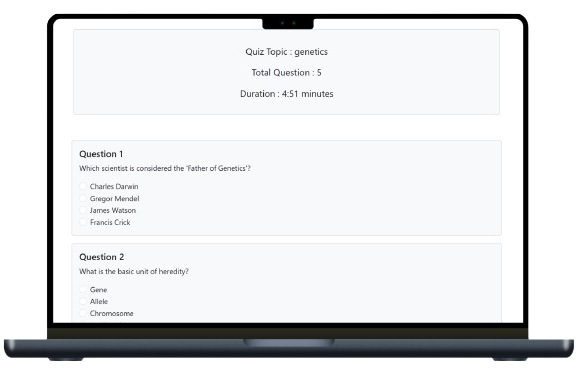 Quiz Topic : genetics
Total Question : 5
Duration : 4:51 minutes
Question 1
Which scientist is considered the 'Father of Genetics'?
Charles Darwin
Gregor Mendel
James Watson
Francis Crick
Question 2
What is the basic unit of heredity?
Gene
Allele
Chromosome